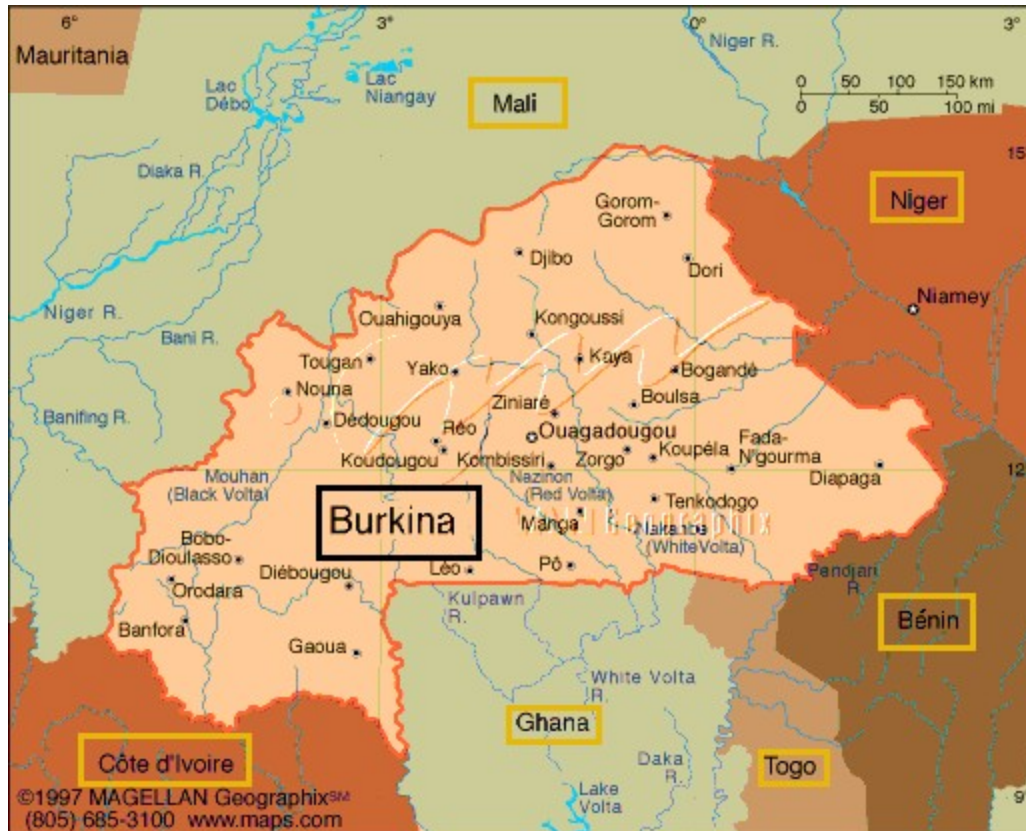 6°
3°
0°
3°
Mauritania
Niger R.
Lac
Débo
Lac
Niangay
0 50 100 150 km
0 50 100 mi
Mali
15
Diaka R.
Niger
Gorom-
Gorom
Djibo
Dori
Niamey
Niger R.
Ouahigouya
Kongoussi
Bani R.
Tougan
Yako
Kaya
Bogandé
Nouna
Boulsa
Ziniaré
Banifing R.
Dédougou
Réo
Ouagadougou
Koudougou
Kombissiri
Zorgo
Koupéla
Fada-
N'gourma
Diapaga
12
Mouhan
(Black Volta)
Nazinon
(Red Volta)
Tenkodogo
Burkina
Manga
Geographix
Nakanbe
(White Volta)
Bobo-
Dioulasso
Diébougou
Léo
Pô
Pendjari
R.
Orodara
Kulpawn
R.
Banfora
Bénin
Gaoua
White Volta
R.
Ghana
Côte d'Ivoire
Daka
R.
Togo
Lake
Volta
©1997 MAGELLAN Geographix℠
(805) 685-3100 www.maps.com
9°